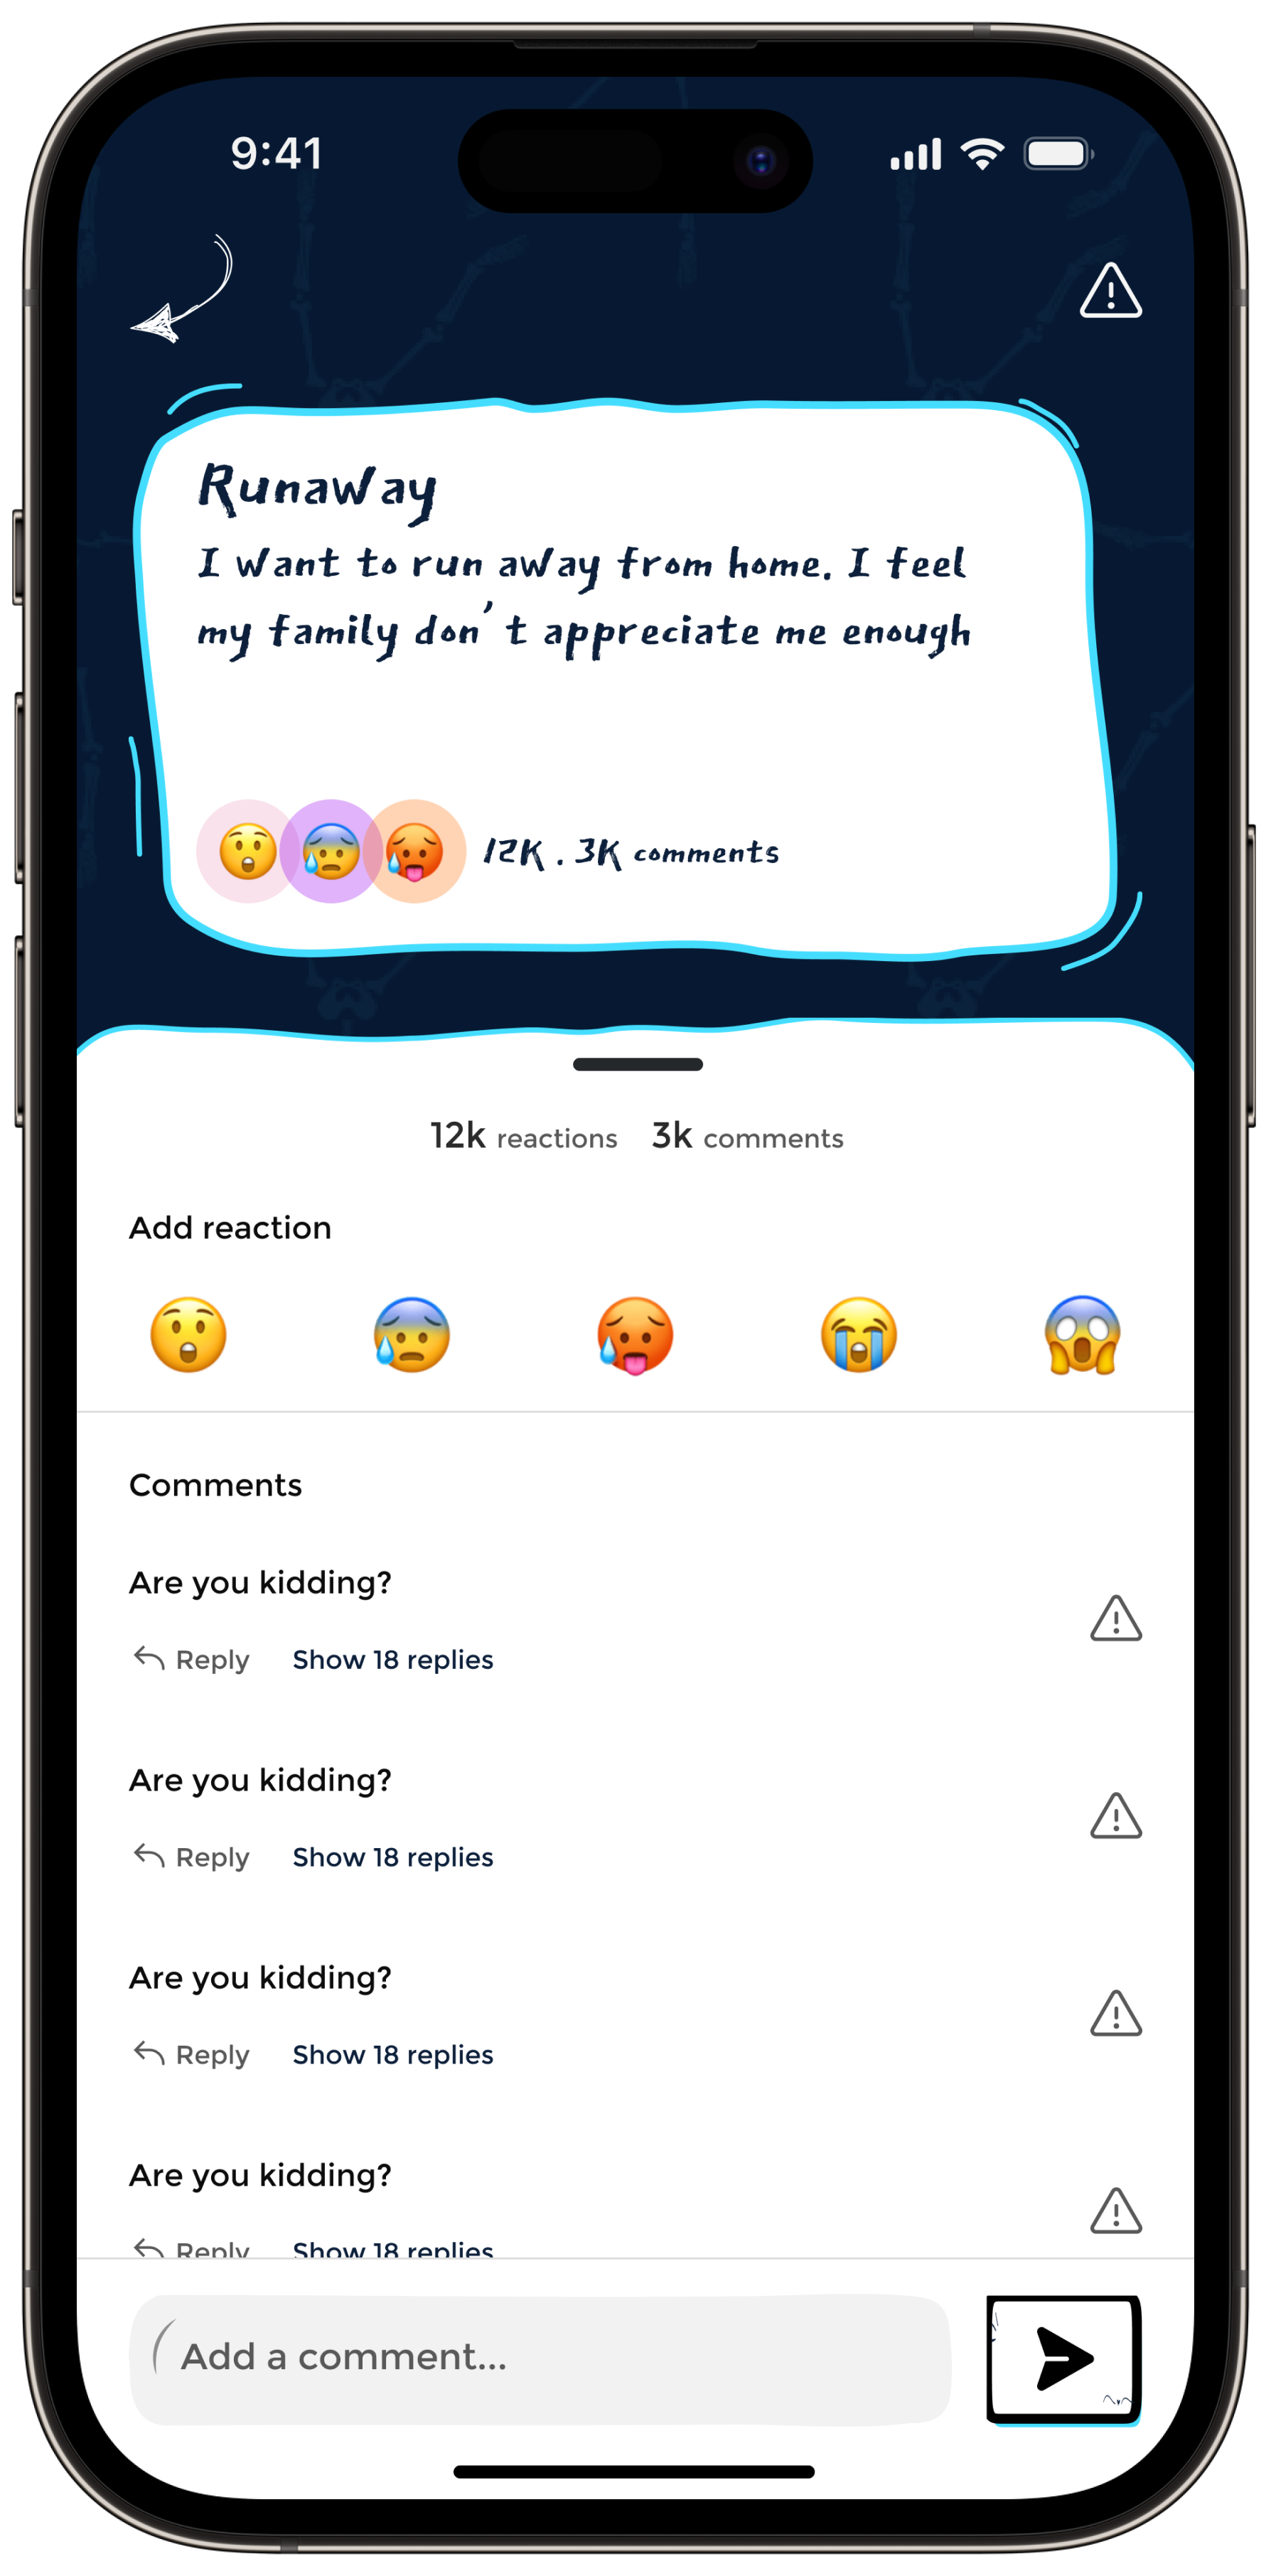 9:41
Runaway
I want to run away from home. I feel
my family don't appreciate me enough
12K . 3K comments
12k reactions 3k comments
Add reaction
Comments
Are you kidding?
Reply Show 18 replies
Are you kidding?
Reply Show 18 replies
Are you kidding?
Reply Show 18 replies
Are you kidding?
Reply Show 18 replies
Add a comment...